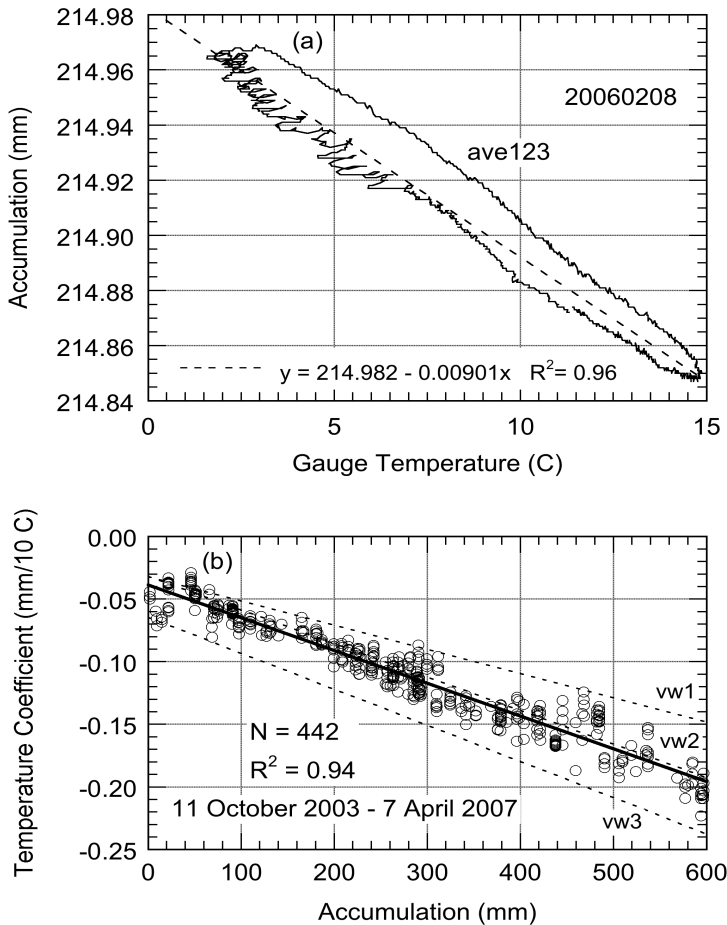 (a)
20060208
ave123
y = 214.982 - 0.00901x R²= 0.96
Accumulation (mm)
214.98
214.96
214.94
214.92
214.90
214.88
214.86
214.84
0 5 10 15
Gauge Temperature (C)
(b)
vw1
vw2
vw3
N = 442
R² = 0.94
11 October 2003 - 7 April 2007
Temperature Coefficient (mm/10 C)
0.00
-0.05
-0.10
-0.15
-0.20
-0.25
0 100 200 300 400 500 600
Accumulation (mm)